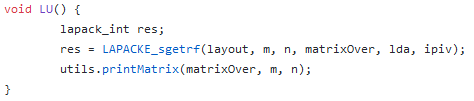 void LU() {
lapack_int res;
res = LAPACKE_sgetrf(layout, m, n, matrixOver, lda, ipiv);
utils.printMatrix(matrixOver, m, n);
}